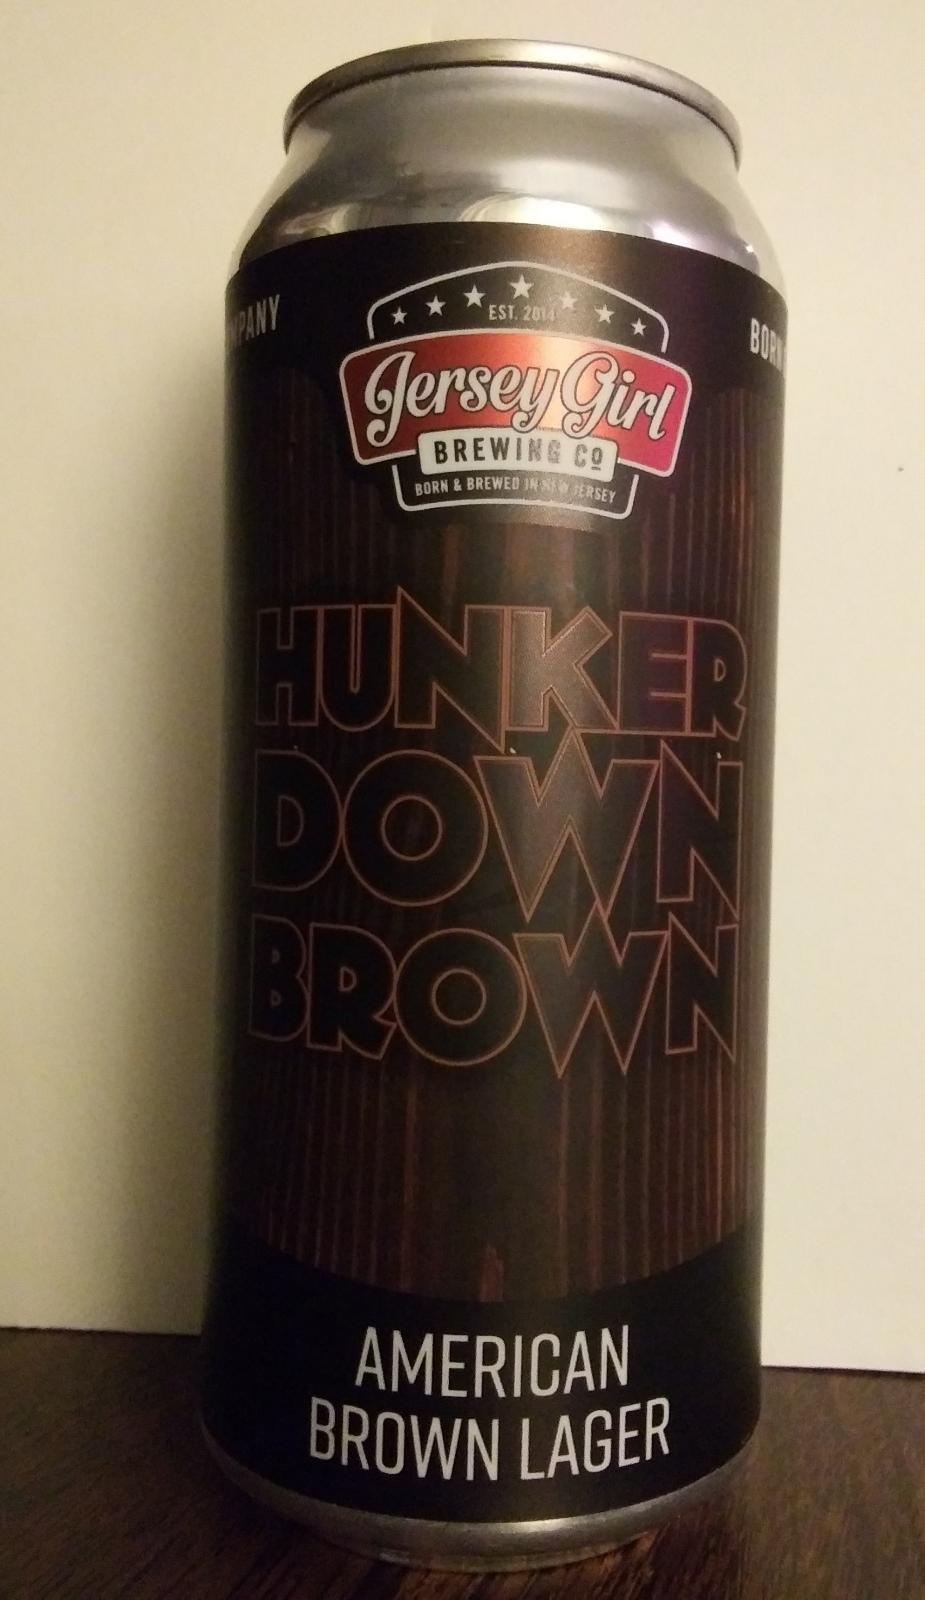 EST. 2014
Jersey Girl
BREWING Co
BORN & BREWED IN NEW JERSEY
HUNKER
DOWN
BROWN
AMERICAN
BROWN LAGER